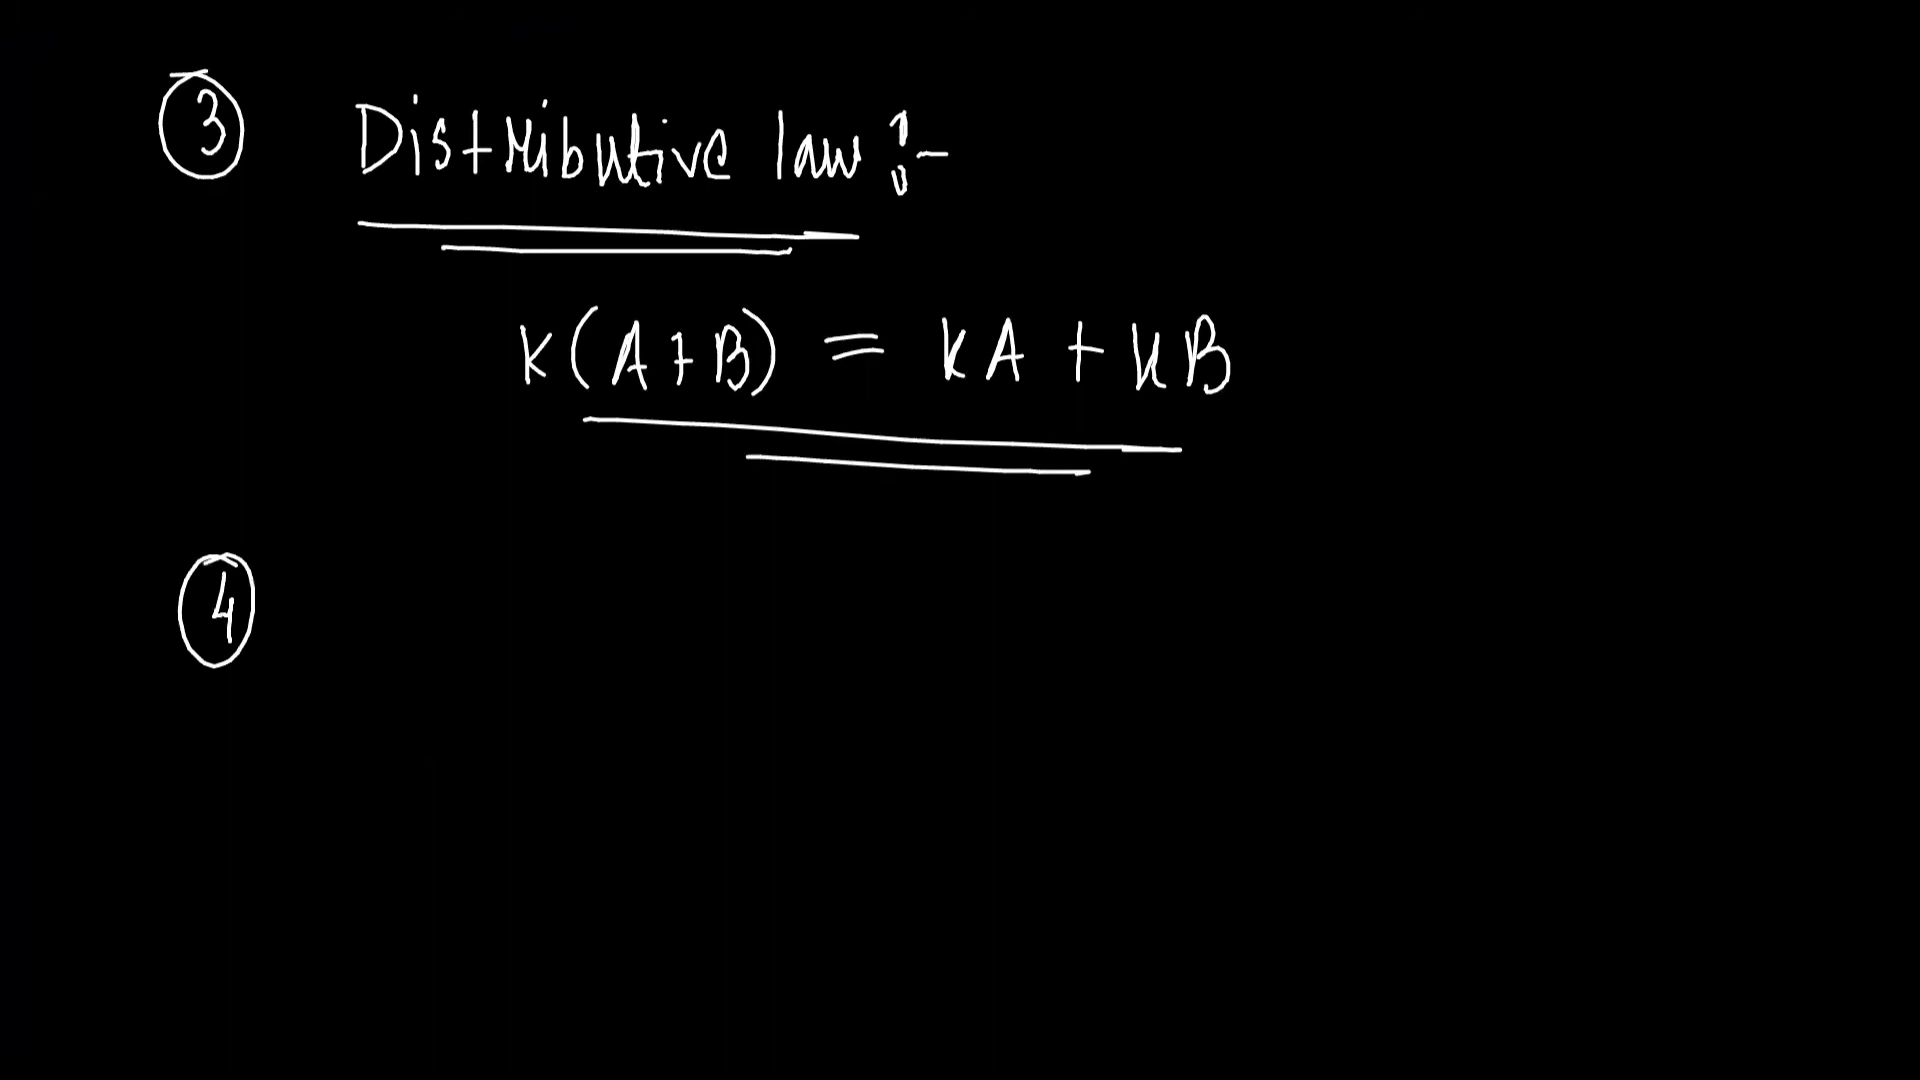 ③ Distributive law :-
K(A+B) = KA + KB
④